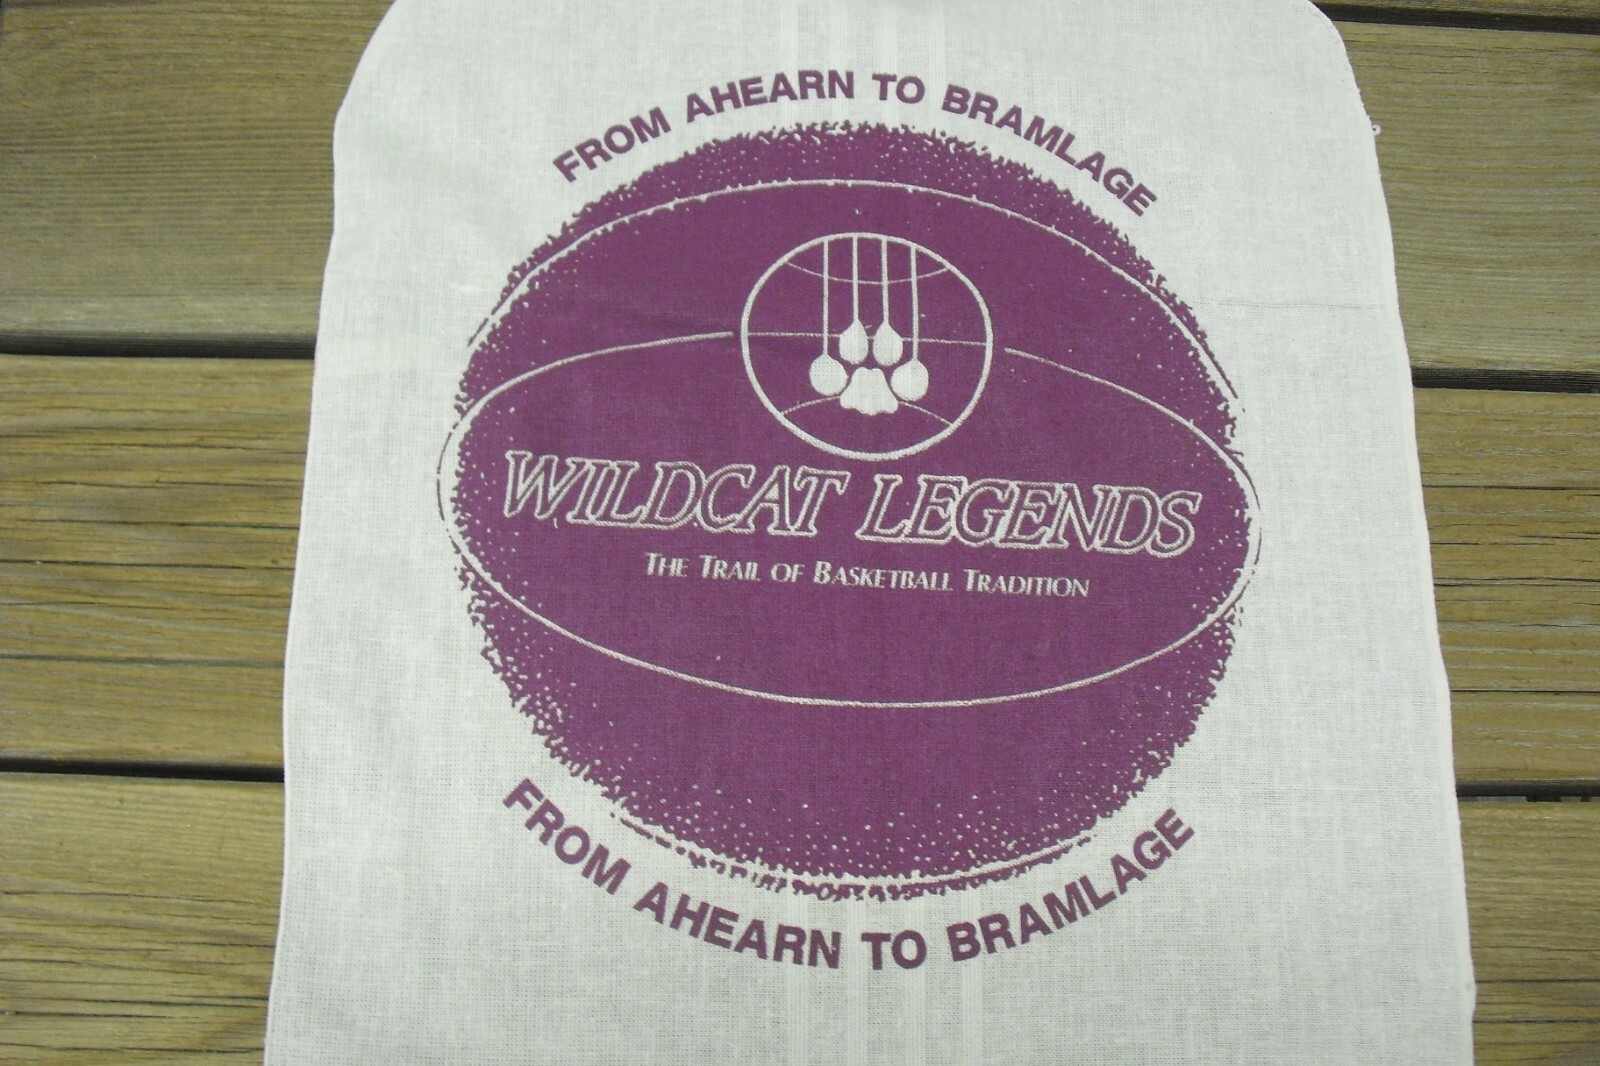 FROM AHEARN TO BRAMLAGE
WILDCAT LEGENDS
THE TRAIL OF BASKETBALL TRADITION
FROM AHEARN TO BRAMLAGE